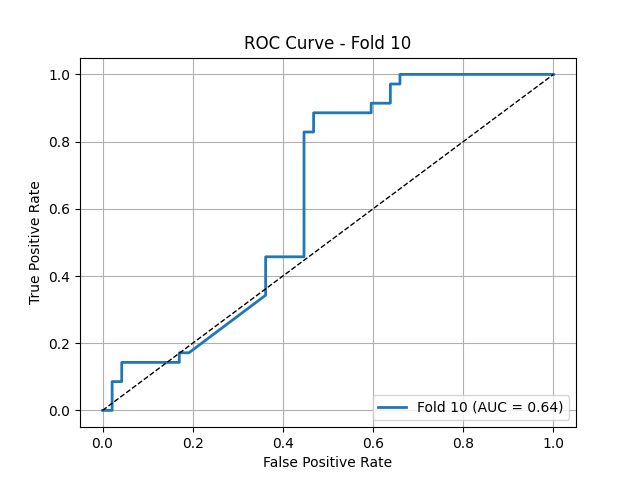 ROC Curve - Fold 10
True Positive Rate
1.0
0.8
0.6
0.4
0.2
0.0
Fold 10 (AUC = 0.64)
0.0 0.2 0.4 0.6 0.8 1.0
False Positive Rate